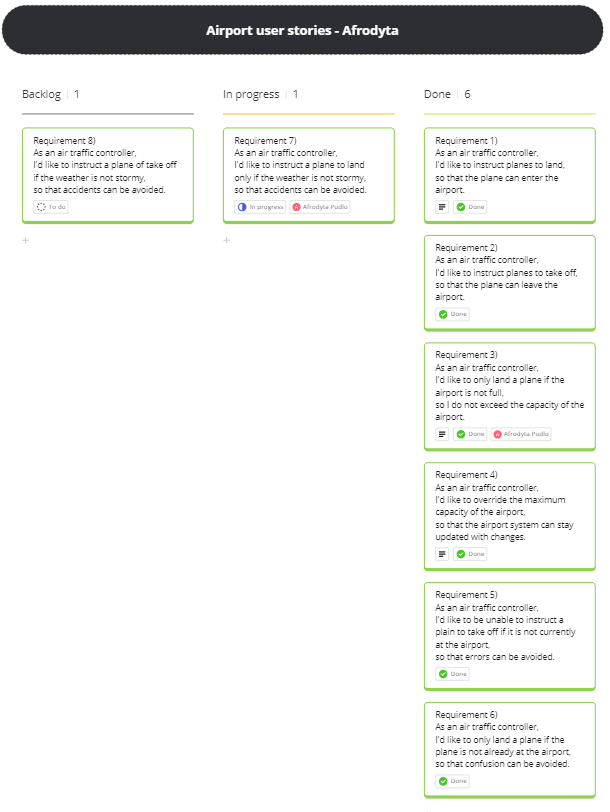 Airport user stories - Afrodyta
Backlog | 1
Requirement 8)
As an air traffic controller,
I'd like to instruct a plane of take off
if the weather is not stormy,
so that accidents can be avoided.
To do
+
In progress | 1
Requirement 7)
As an air traffic controller,
I'd like to instruct a plane to land
only if the weather is not stormy,
so that accidents can be avoided.
In progress
Afrodyta Pudlo
+
Done | 6
Requirement 1)
As an air traffic controller,
I'd like to instruct planes to land,
so that the plane can enter the
airport.
Done
Requirement 2)
As an air traffic controller,
I'd like to instruct planes to take off,
so that the plane can leave the
airport.
Done
Requirement 3)
As an air traffic controller,
I'd like to only land a plane if the
airport is not full,
so I do not exceed the capacity of the
airport.
Done
Afrodyta Pudlo
Requirement 4)
As an air traffic controller,
I'd like to override the maximum
capacity of the airport,
so that the airport system can stay
updated with changes.
Done
Requirement 5)
As an air traffic controller,
I'd like to be unable to instruct a
plain to take off if it is not currently
at the airport,
so that errors can be avoided.
Done
Requirement 6)
As an air traffic controller,
I'd like to only land a plane if the
plane is not already at the airport,
so that confusion can be avoided.
Done